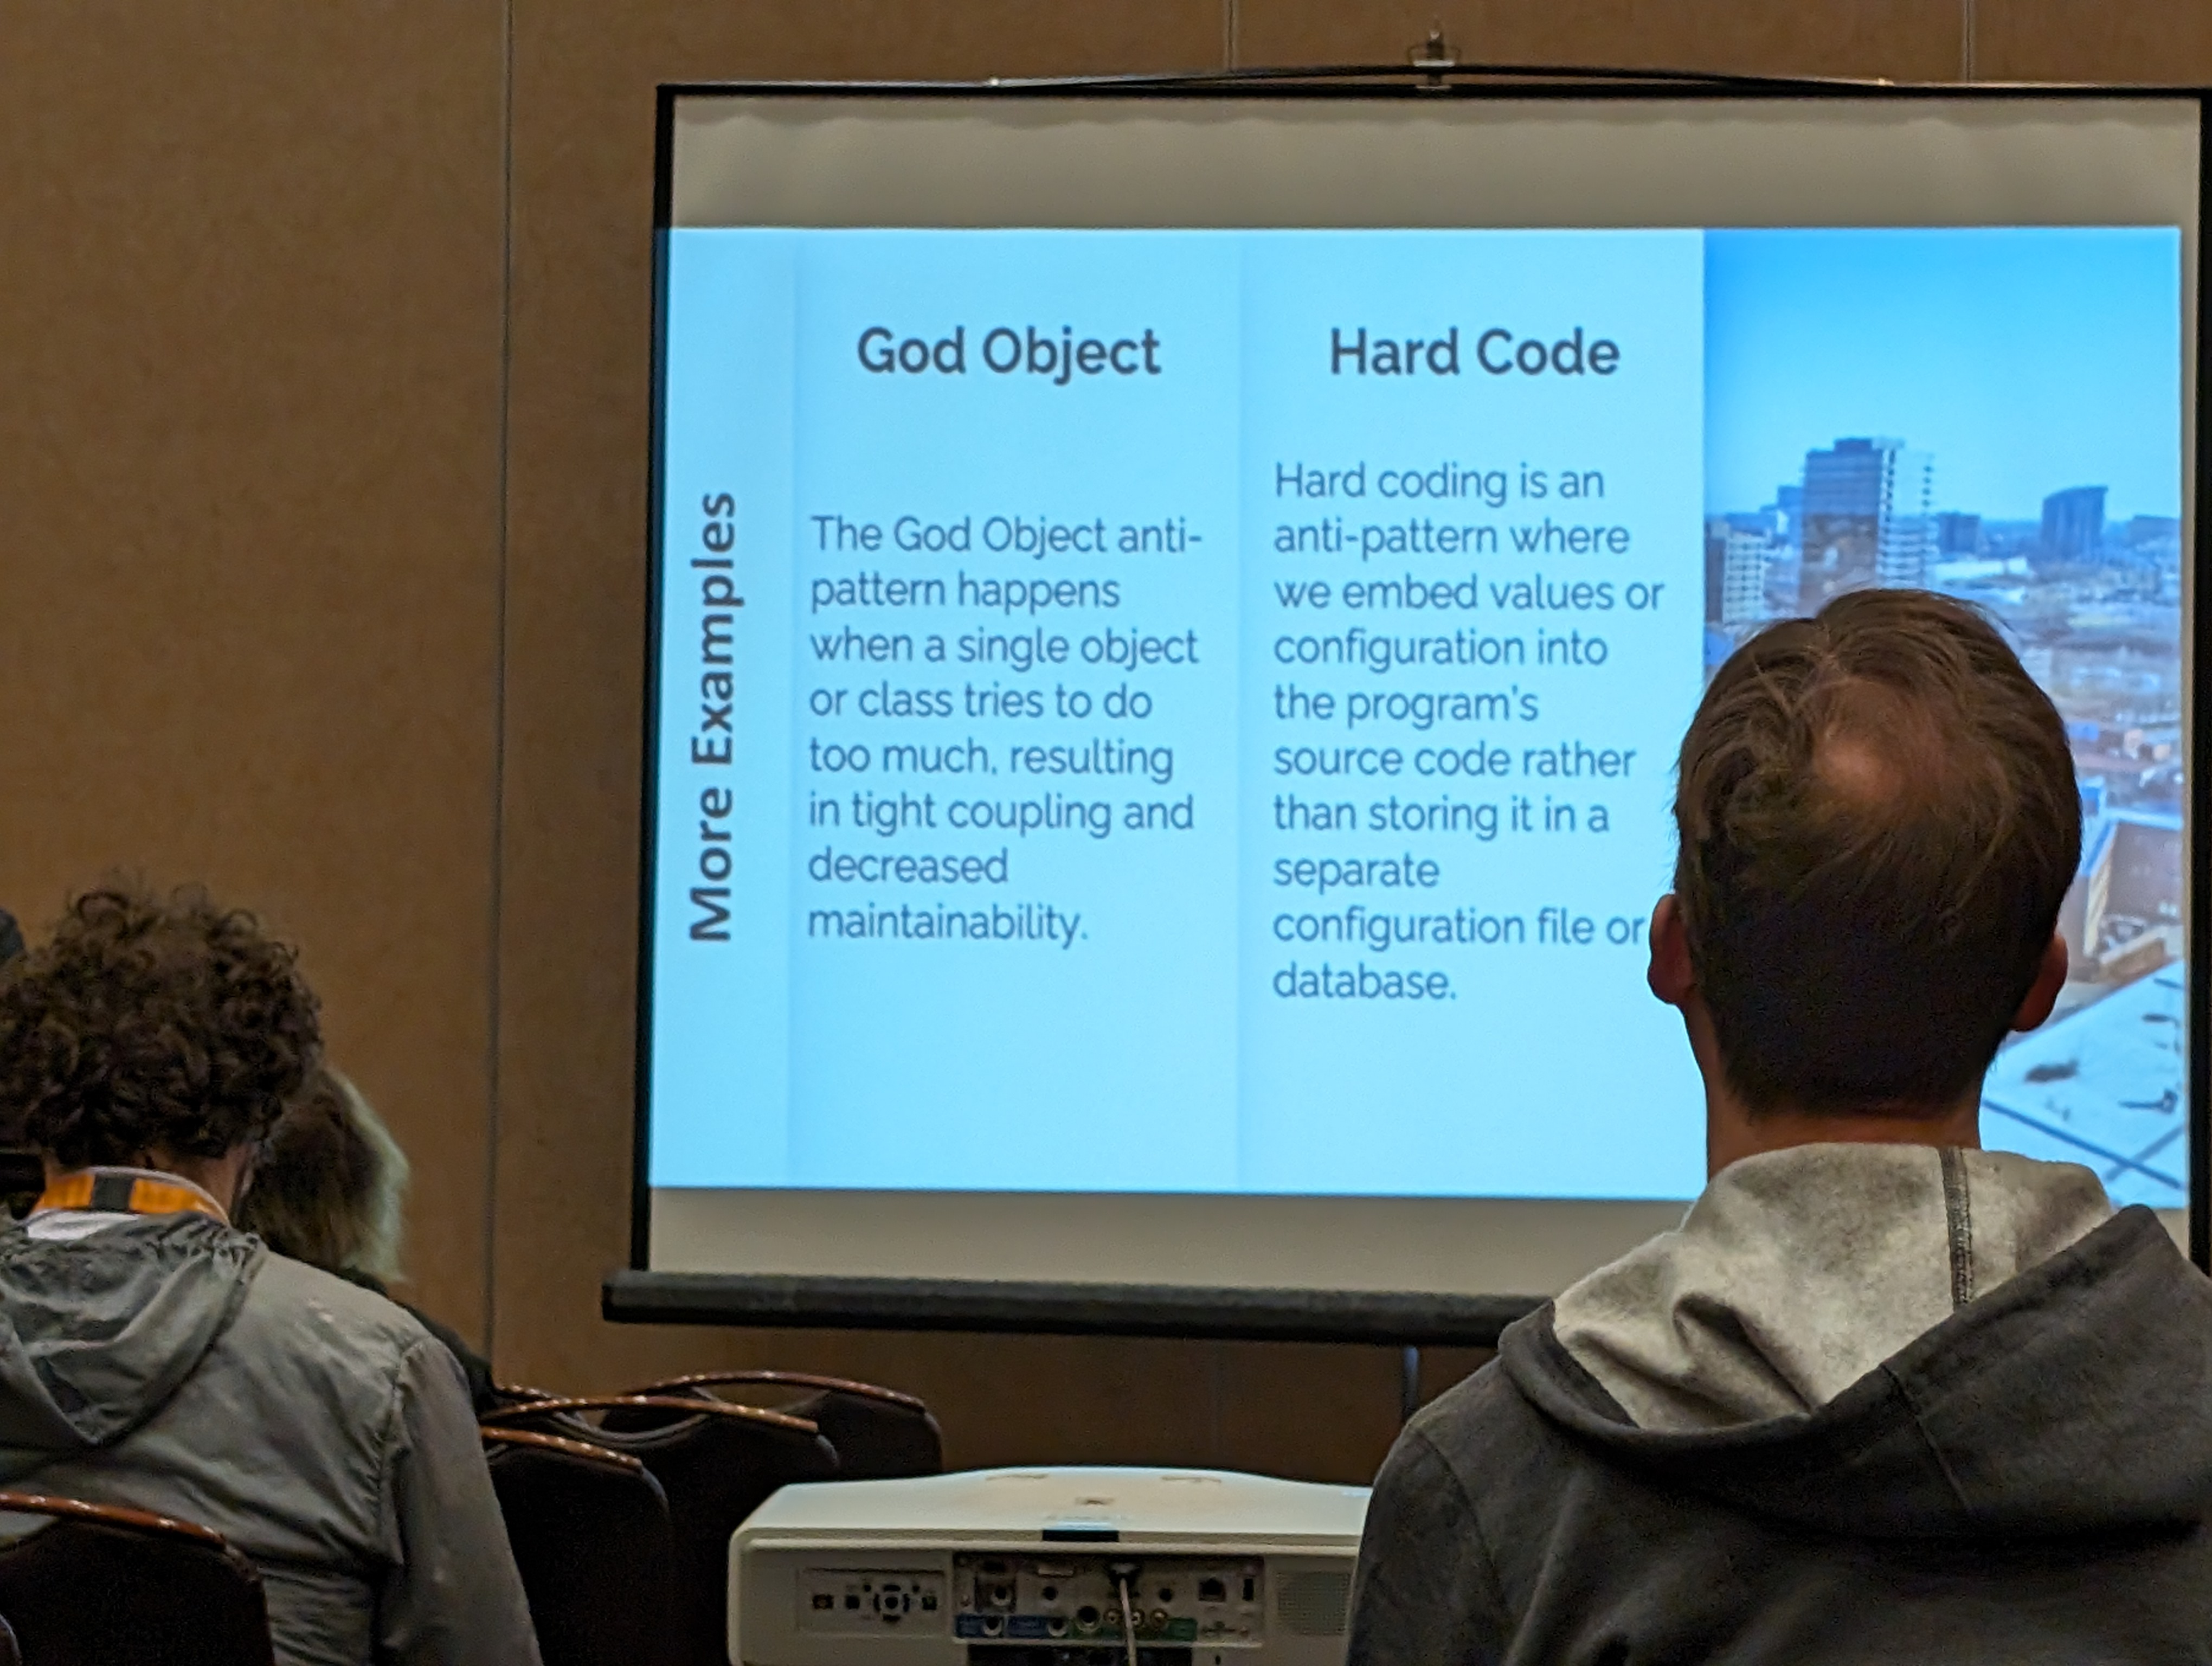 More Examples
God Object
The God Object anti-
pattern happens
when a single object
or class tries to do
too much, resulting
in tight coupling and
decreased
maintainability.
Hard Code
Hard coding is an
anti-pattern where
we embed values or
configuration into
the program's
source code rather
than storing it in a
separate
configuration file or
database.